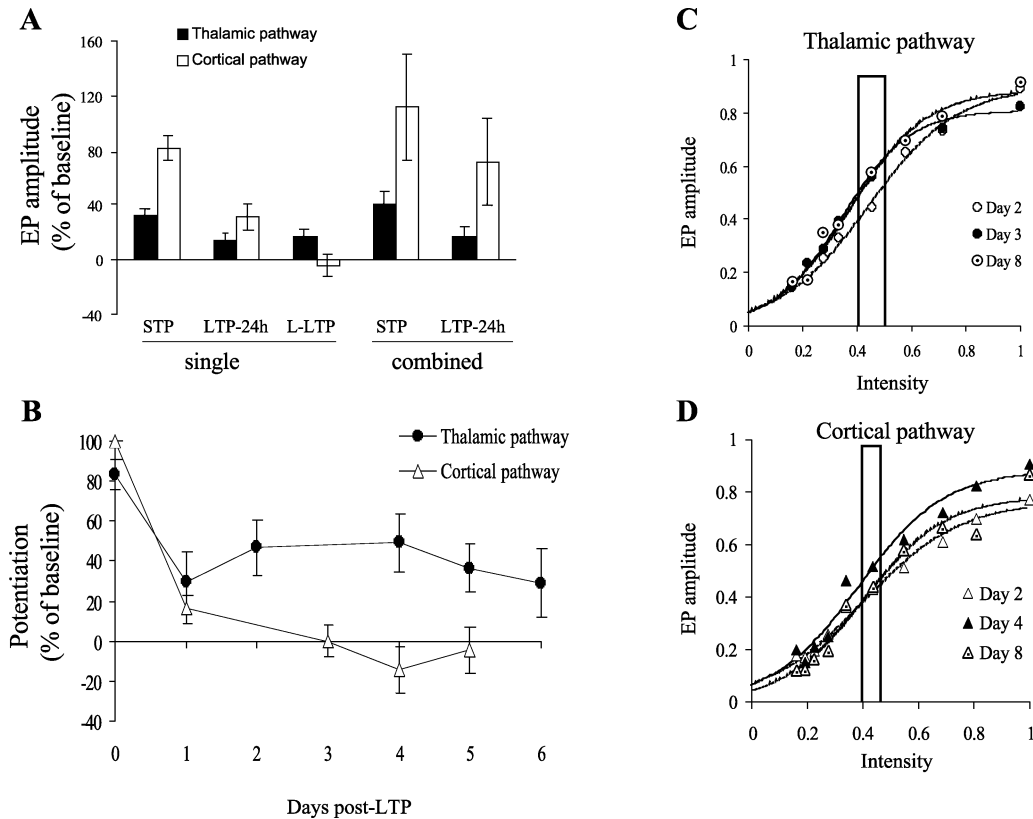 A
160
120
80
40
0
-40
EP amplitude
(% of baseline)
Thalamic pathway
Cortical pathway
STP LTP-24h L-LTP STP LTP-24h
single combined
B
100
80
60
40
20
0
-20
-40
Potentiation
(% of baseline)
Thalamic pathway
Cortical pathway
0 1 2 3 4 5 6
Days post-LTP
C
Thalamic pathway
1
0.8
0.6
0.4
0.2
0
EP amplitude
Day 2
Day 3
Day 8
0 0.2 0.4 0.6 0.8 1
Intensity
D
Cortical pathway
1
0.8
0.6
0.4
0.2
0
EP amplitude
Day 2
Day 4
Day 8
0 0.2 0.4 0.6 0.8 1
Intensity